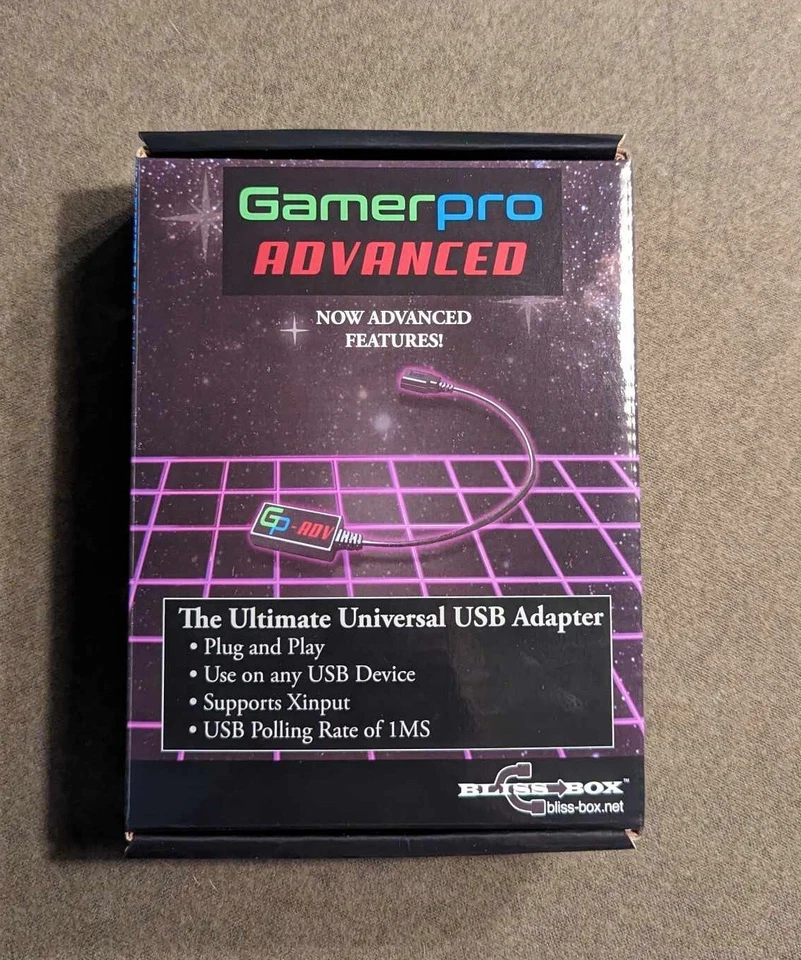 Gamerpro
ADVANCED
NOW ADVANCED
FEATURES!
GP-ADV
The Ultimate Universal USB Adapter
• Plug and Play
• Use on any USB Device
• Supports Xinput
• USB Polling Rate of 1MS
BLISS-BOX™
bliss-box.net